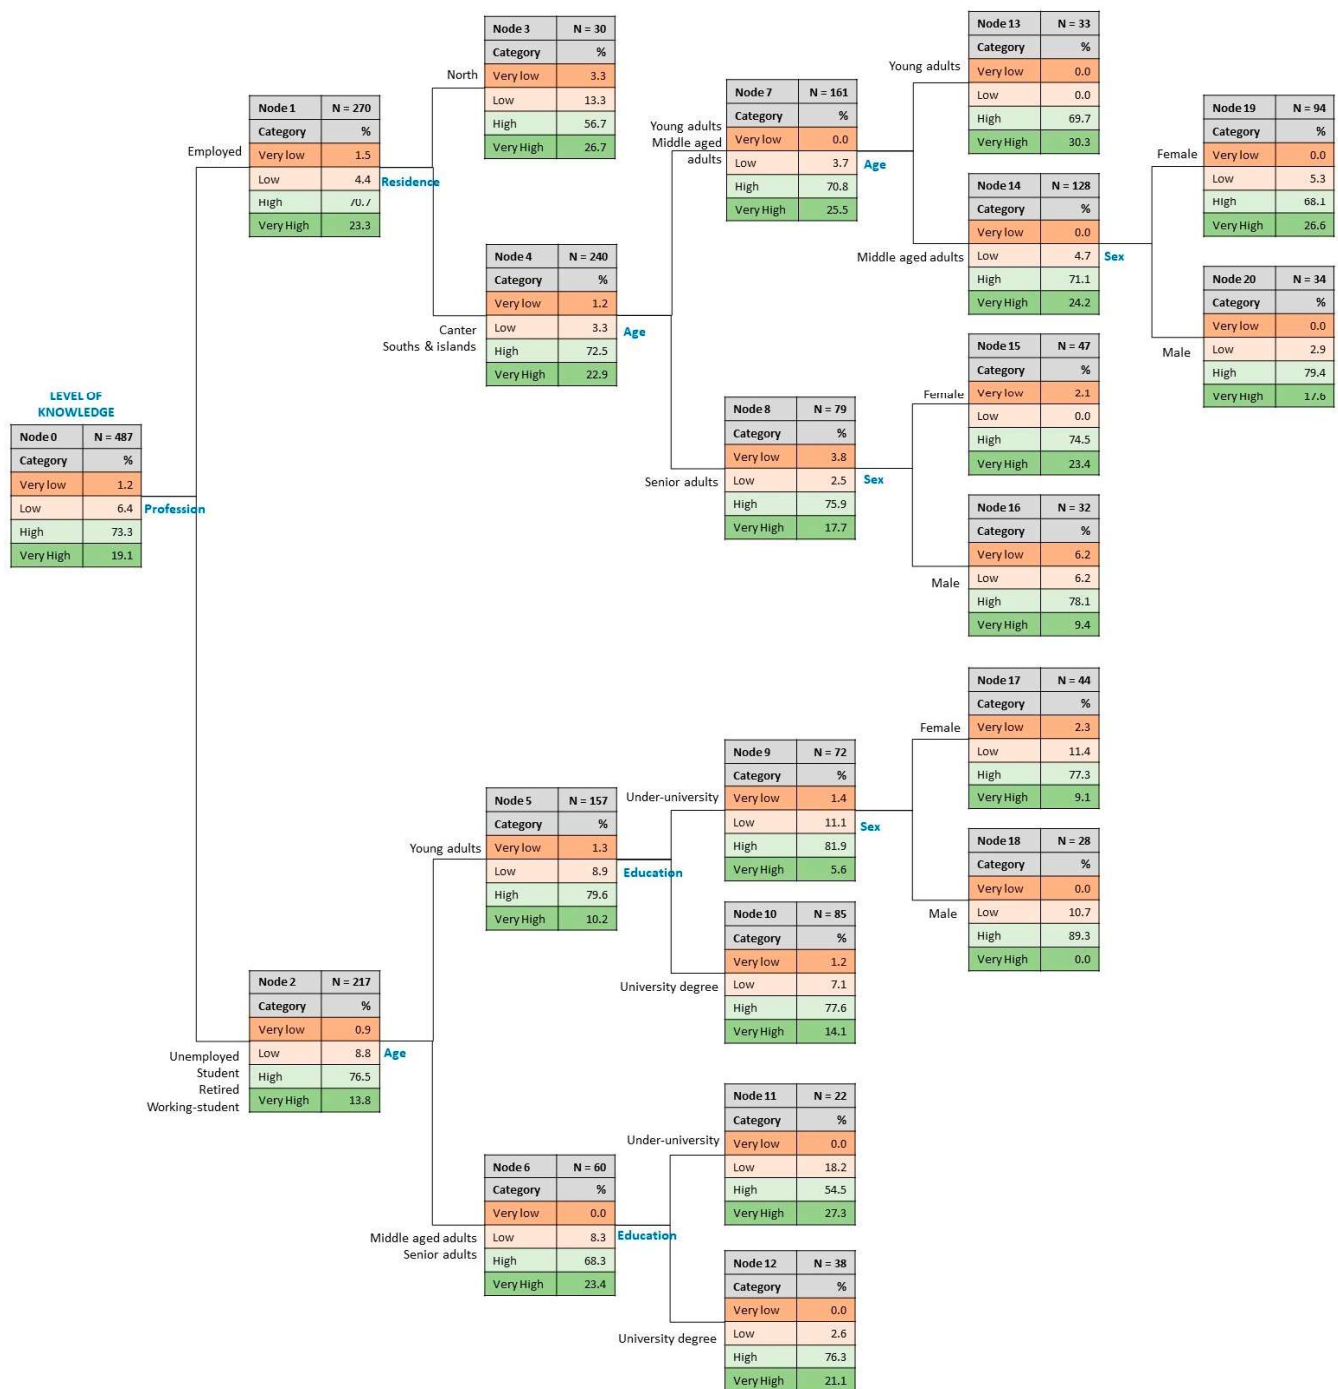 LEVEL OF
KNOWLEDGE
Node 0 N = 487
Category %
Very low 1.2
Low 6.4
High 73.3
Very High 19.1
Profession
Employed
Node 1 N = 270
Category %
Very low 1.5
Low 4.4
High 70.7
Very High 23.3
Residence
Unemployed
Student
Retired
Working-student
Node 2 N = 217
Category %
Very low 0.9
Low 8.8
High 76.5
Very High 13.8
Age
North
Node 3 N = 30
Category %
Very low 3.3
Low 13.3
High 56.7
Very High 26.7
Canter
Souths & islands
Node 4 N = 240
Category %
Very low 1.2
Low 3.3
High 72.5
Very High 22.9
Age
Young adults
Node 5 N = 157
Category %
Very low 1.3
Low 8.9
High 79.6
Very High 10.2
Education
Middle aged adults
Senior adults
Node 6 N = 60
Category %
Very low 0.0
Low 8.3
High 68.3
Very High 23.4
Education
Young adults
Middle aged
adults
Node 7 N = 161
Category %
Very low 0.0
Low 3.7
High 70.8
Very High 25.5
Age
Senior adults
Node 8 N = 79
Category %
Very low 3.8
Low 2.5
High 75.9
Very High 17.7
Sex
Under-university
Node 9 N = 72
Category %
Very low 1.4
Low 11.1
High 81.9
Very High 5.6
Sex
University degree
Node 10 N = 85
Category %
Very low 1.2
Low 7.1
High 77.6
Very High 14.1
Under-university
Node 11 N = 22
Category %
Very low 0.0
Low 18.2
High 54.5
Very High 27.3
University degree
Node 12 N = 38
Category %
Very low 0.0
Low 2.6
High 76.3
Very High 21.1
Young adults
Node 13 N = 33
Category %
Very low 0.0
Low 0.0
High 69.7
Very High 30.3
Middle aged adults
Node 14 N = 128
Category %
Very low 0.0
Low 4.7
High 71.1
Very High 24.2
Sex
Female
Node 15 N = 47
Category %
Very low 2.1
Low 0.0
High 74.5
Very High 23.4
Male
Node 16 N = 32
Category %
Very low 6.2
Low 6.2
High 78.1
Very High 9.4
Female
Node 17 N = 44
Category %
Very low 2.3
Low 11.4
High 77.3
Very High 9.1
Male
Node 18 N = 28
Category %
Very low 0.0
Low 10.7
High 89.3
Very High 0.0
Female
Node 19 N = 94
Category %
Very low 0.0
Low 5.3
High 68.1
Very High 26.6
Male
Node 20 N = 34
Category %
Very low 0.0
Low 2.9
High 79.4
Very High 17.6